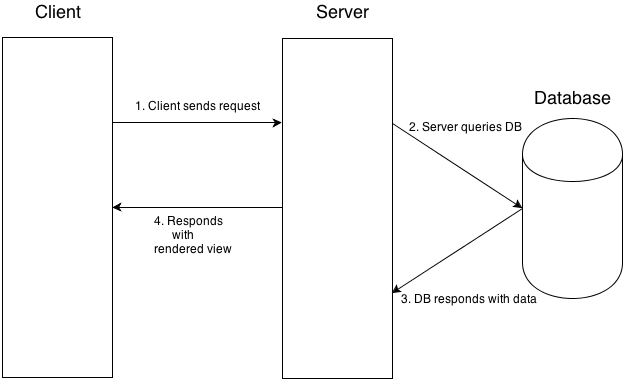 Client
Server
1. Client sends request
Database
2. Server queries DB
4. Responds
with
rendered view
3. DB responds with data